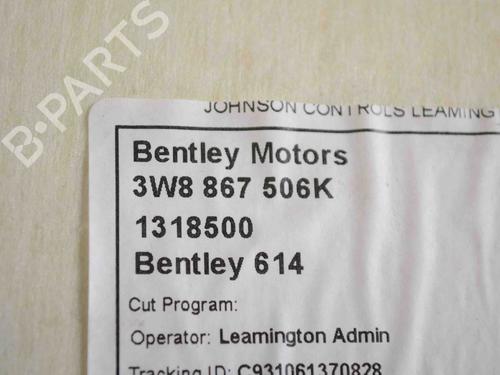 B-PARTS
JOHNSON CONTROLS LEAMING
Bentley Motors
3W8 867 506K
1318500
Bentley 614
Cut Program:
Operator: Leamington Admin
Tracking ID: C931061370828